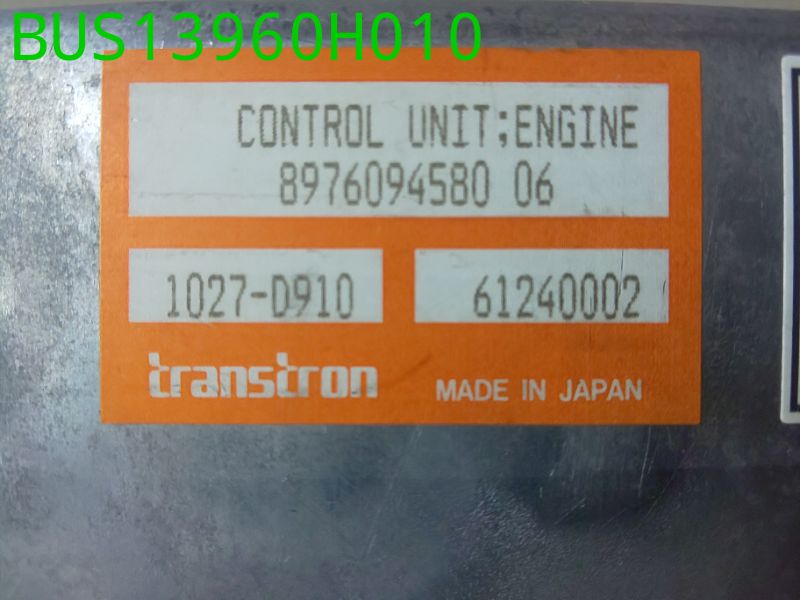 BUS13960H010
CONTROL UNIT;ENGINE
8976094580 06
1027-D910
61240002
transtron
MADE IN JAPAN